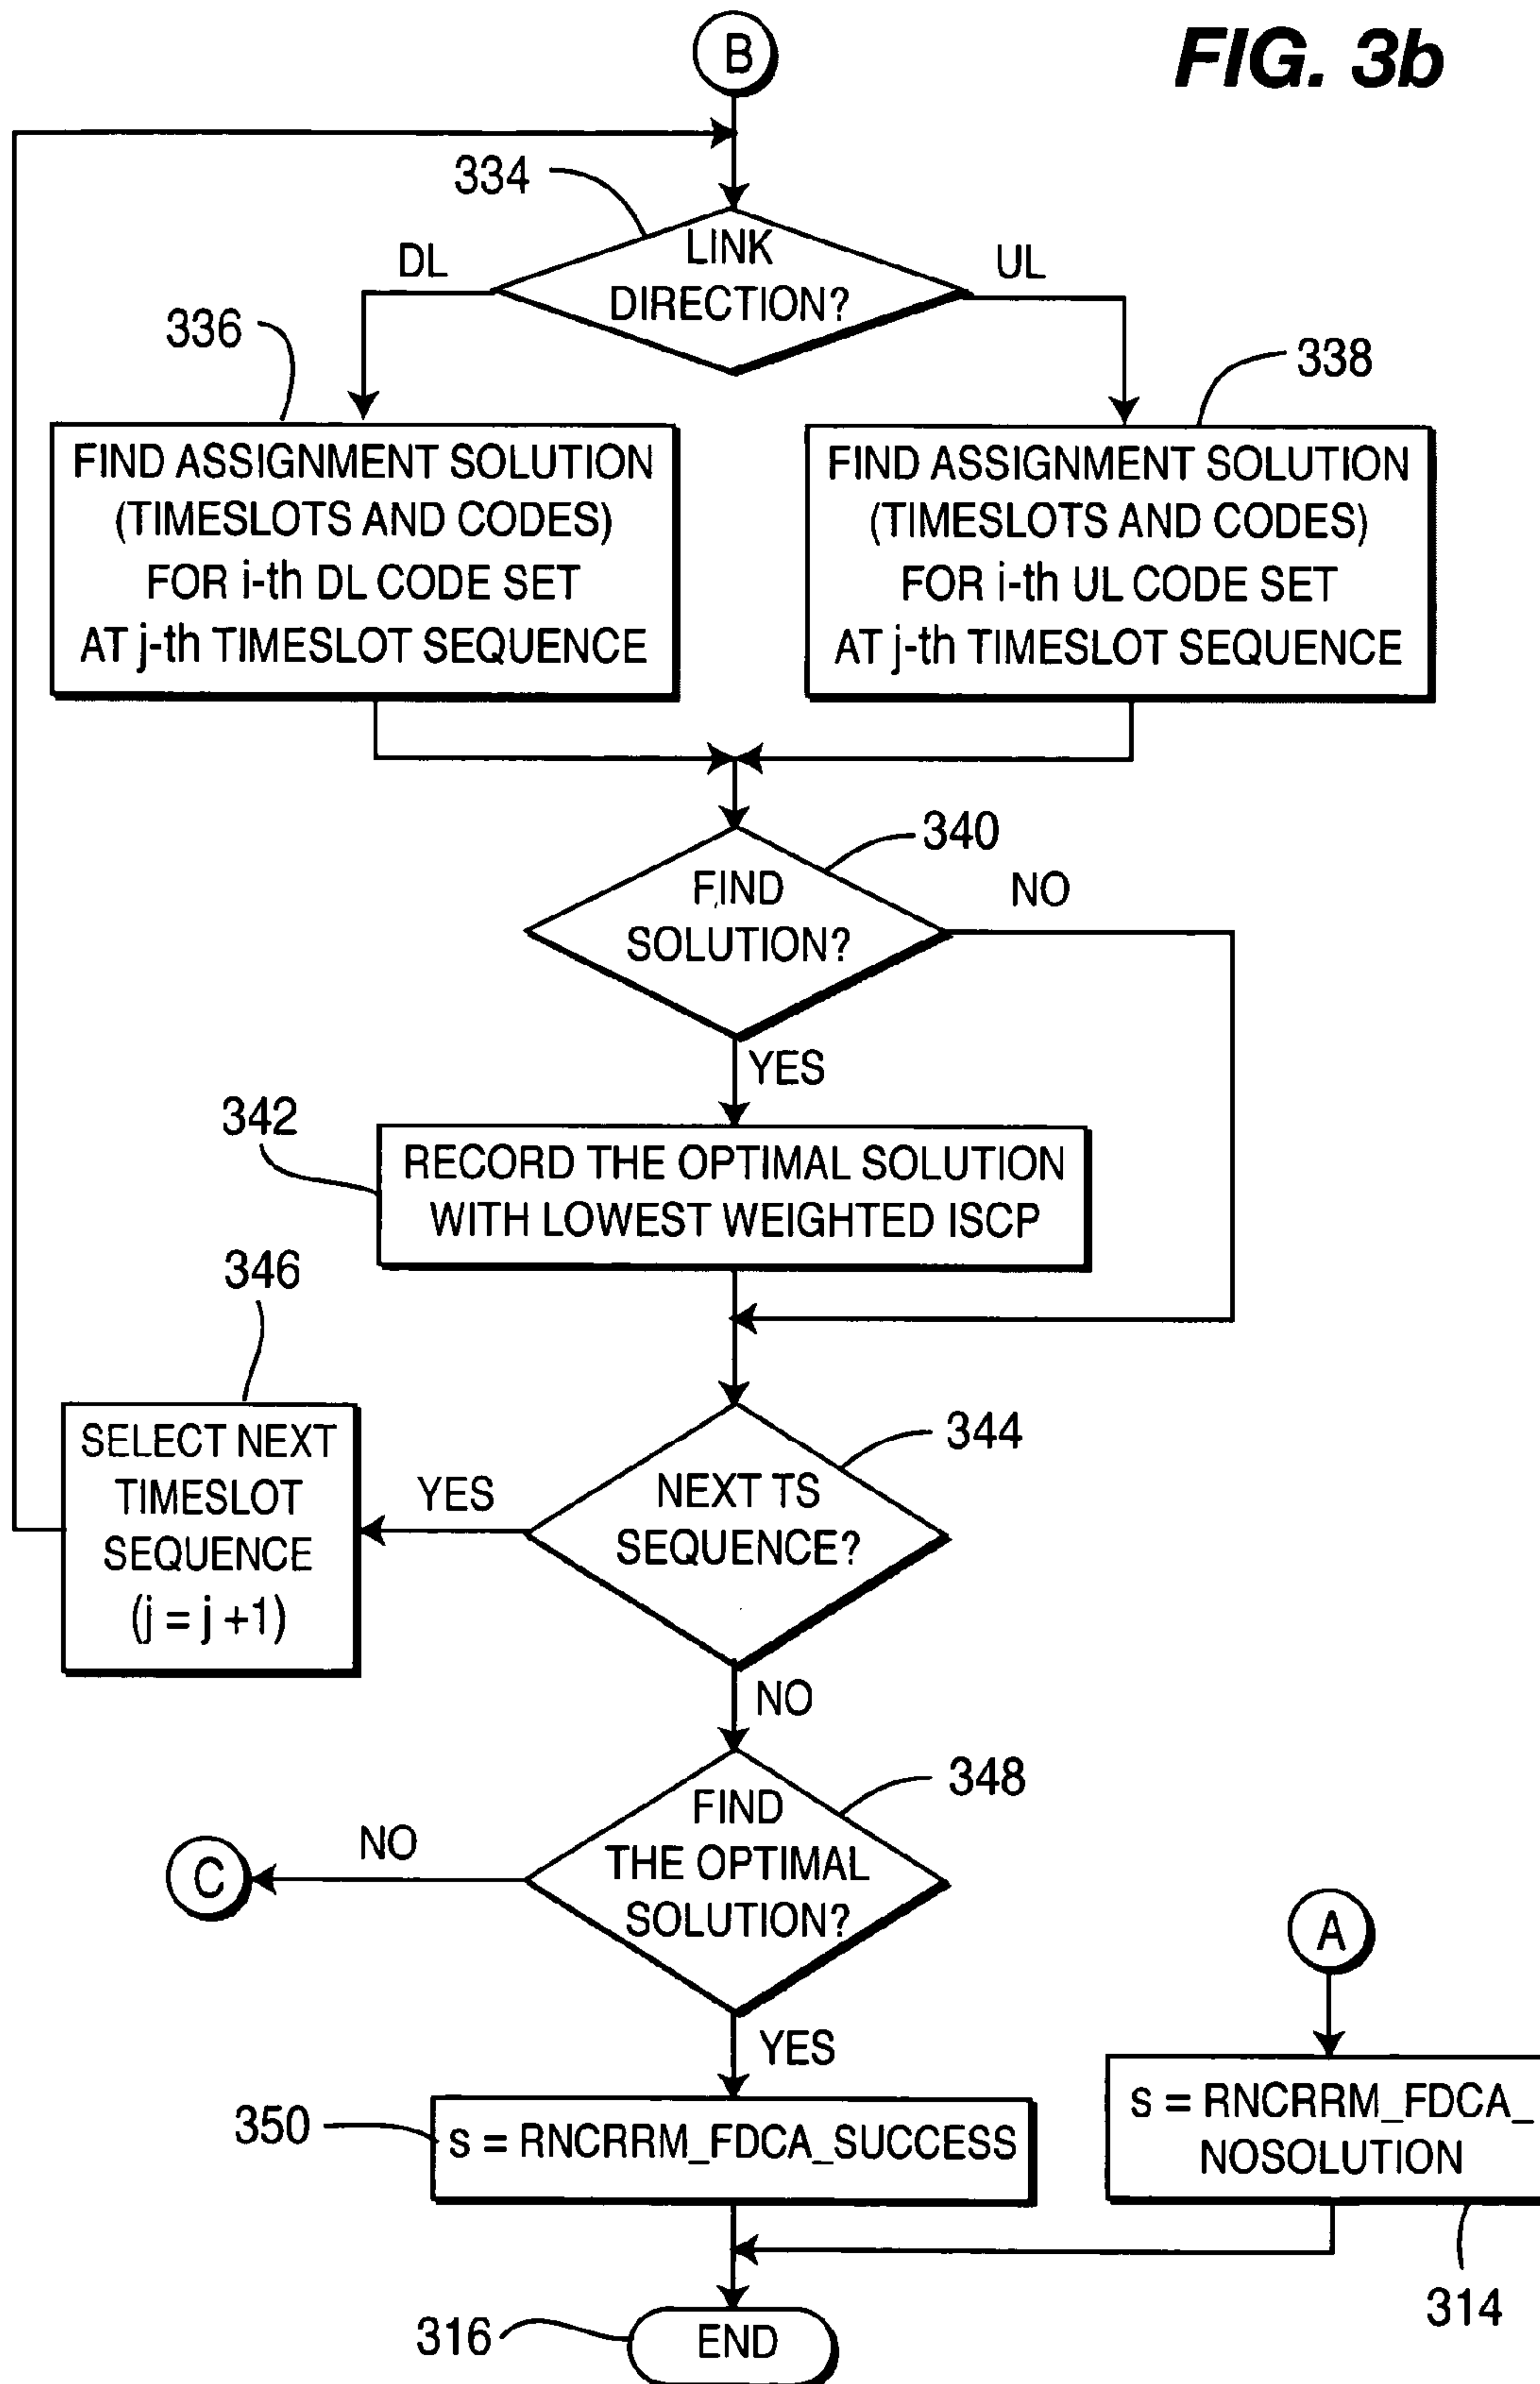 B
FIG. 3b
334
LINK
DIRECTION?
DL
UL
336
338
FIND ASSIGNMENT SOLUTION
(TIMESLOTS AND CODES)
FOR i-th DL CODE SET
AT j-th TIMESLOT SEQUENCE
FIND ASSIGNMENT SOLUTION
(TIMESLOTS AND CODES)
FOR i-th UL CODE SET
AT j-th TIMESLOT SEQUENCE
340
FIND
SOLUTION?
NO
YES
342
RECORD THE OPTIMAL SOLUTION
WITH LOWEST WEIGHTED ISCP
346
344
SELECT NEXT
TIMESLOT
SEQUENCE
(j = j +1)
YES
NEXT TS
SEQUENCE?
NO
348
FIND
THE OPTIMAL
SOLUTION?
NO
C
A
YES
350
s = RNCRRM_FDCA_SUCCESS
s = RNCRRM_FDCA_
NOSOLUTION
314
316
END